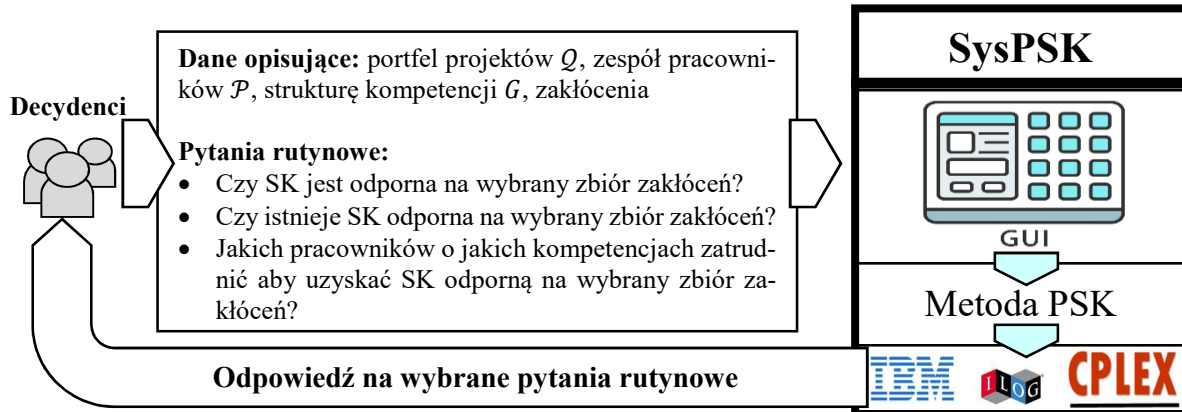 Decydenci
Dane opisujące: portfel projektów 𝒬, zespół pracowni-
ków 𝒫, strukturę kompetencji G, zakłócenia
Pytania rutynowe:
• Czy SK jest odporna na wybrany zbiór zakłóceń?
• Czy istnieje SK odporna na wybrany zbiór zakłóceń?
• Jakich pracowników o jakich kompetencjach zatrud-
nić aby uzyskać SK odporną na wybrany zbiór za-
kłóceń?
SysPSK
GUI
Metoda PSK
IBM ILOG CPLEX
Odpowiedź na wybrane pytania rutynowe